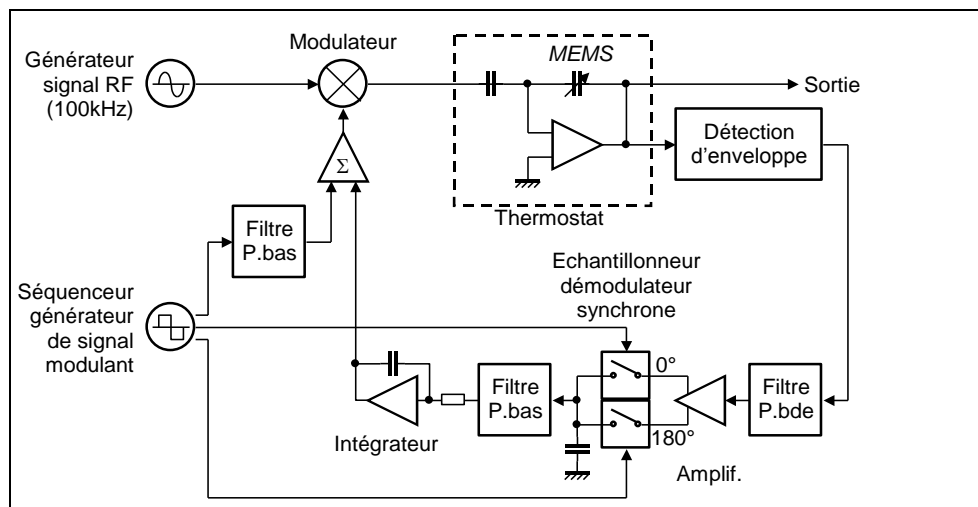 Modulateur
Générateur
signal RF
(100kHz)
MEMS
Sortie
Détection
d'enveloppe
Σ
Thermostat
Filtre
P.bas
Echantillonneur
démodulateur
synchrone
Séquenceur
générateur
de signal
modulant
0°
180°
Filtre
P.bas
Filtre
P.bde
Intégrateur
Amplif.